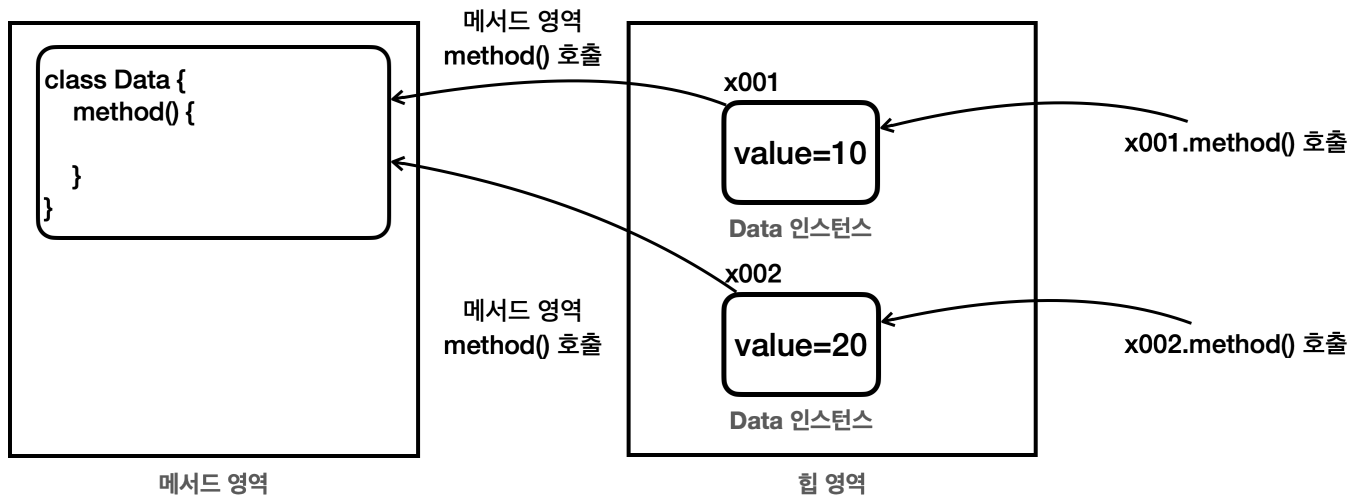 class Data {
method() {
}
}
메서드 영역
메서드 영역
method() 호출
메서드 영역
method() 호출
x001
value=10
Data 인스턴스
x002
value=20
Data 인스턴스
힙 영역
x001.method() 호출
x002.method() 호출